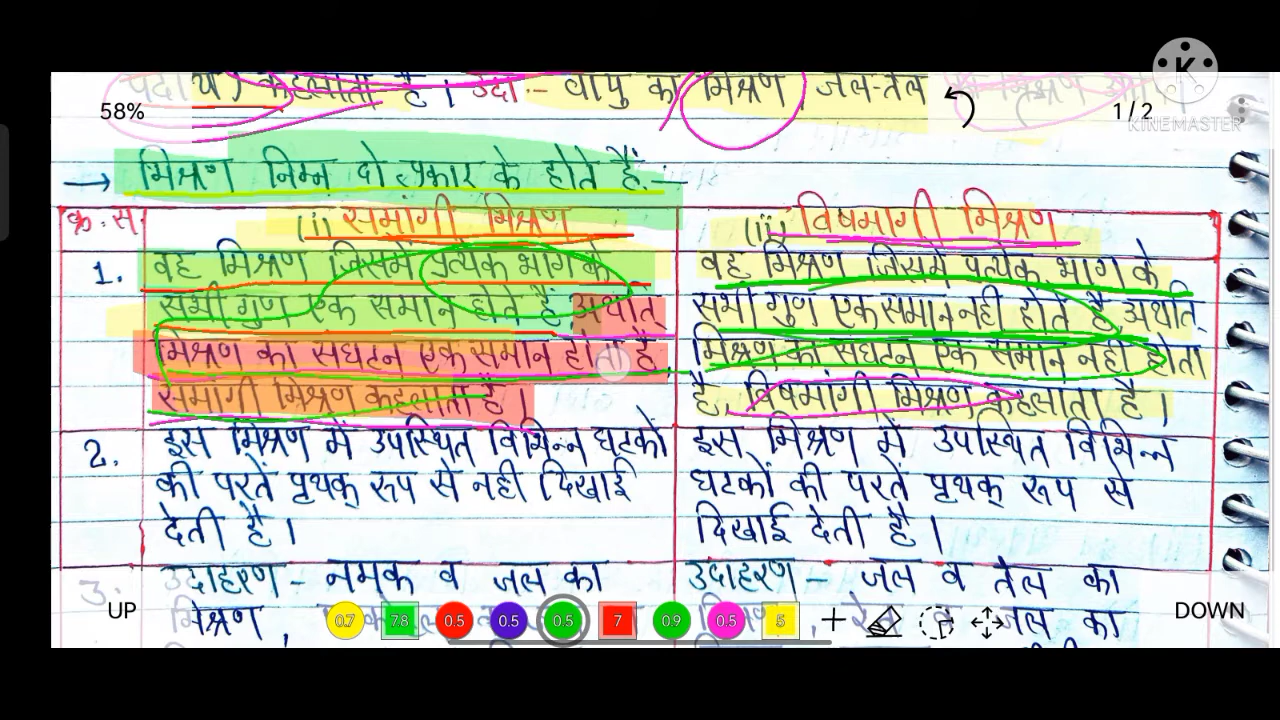 पदार्थ) कहलाता है। उदा:- वायु का मिश्रण, जल-तेल
58%
1/2
KINEMASTER
→ मिश्रण निम्न दो प्रकार के होते हैं:-
क्र.स.
(i) समांगी मिश्रण
(ii) विषमागी मिश्रण
1.
वह मिश्रण जिसमें प्रत्येक भाग के
सभी गुण एक समान होते हैं, अर्थात्
मिश्रण का संघटन एक समान होता है
समांगी मिश्रण कहलाता है।
वह मिश्रण जिसमें प्रत्येक भाग के
सभी गुण एक समान नही होते है, अर्थात्
मिश्रण का संघटन एक समान नही होता
है, विषमांगी मिश्रण कहलाता है।
2.
इस मिश्रण में उपस्थित विभिन्न घटकों
की परतें पृथक् रूप से नही दिखाई
देती है।
इस मिश्रण में उपस्थित विभिन्न
घटकों की परतें पृथक् रूप से
दिखाई देती है।
3.
उदाहरण - नमक व जल का
मिश्रण,
उदाहरण - जल व तेल का
जल का
UP
0.7 7.8 0.5 0.5 0.5 7 0.9 0.5 5
DOWN